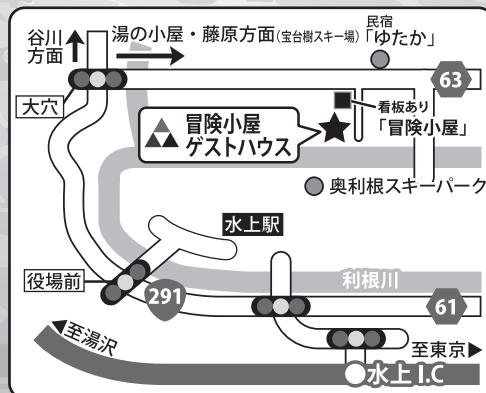 谷川
方面
湯の小屋・藤原方面(宝台樹スキー場)
民宿
「ゆたか」
63
大穴
看板あり
「冒険小屋」
冒険小屋
ゲストハウス
奥利根スキーパーク
水上駅
役場前
291
利根川
61
◀至湯沢
至東京▶
水上I.C